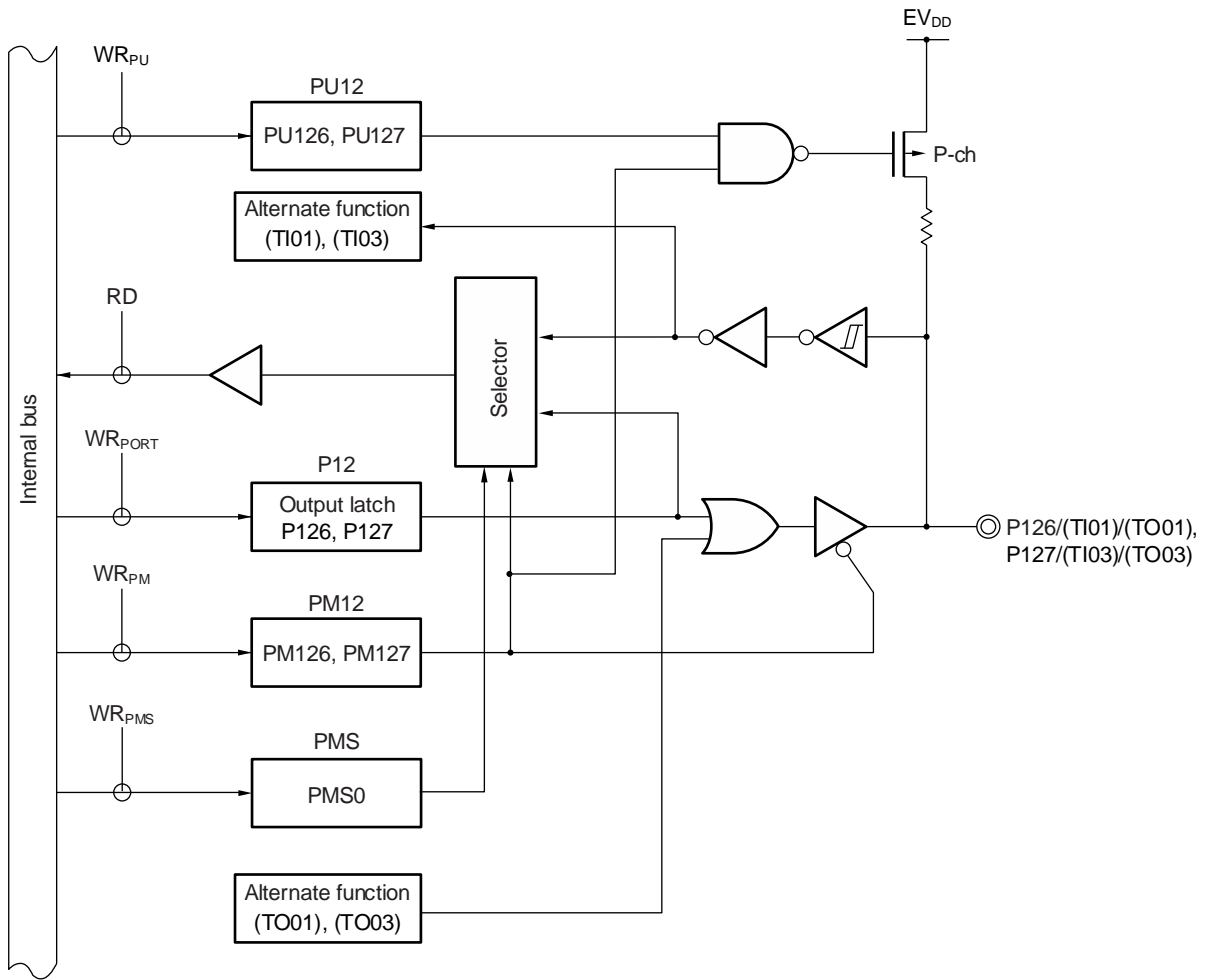 EVDD
WRPU
PU12
PU126, PU127
P-ch
Alternate function
(TI01), (TI03)
RD
Selector
Internal bus
WRPORT
P12
Output latch
P126, P127
P126/(TI01)/(TO01),
P127/(TI03)/(TO03)
WRPM
PM12
PM126, PM127
WRPMS
PMS
PMS0
Alternate function
(TO01), (TO03)